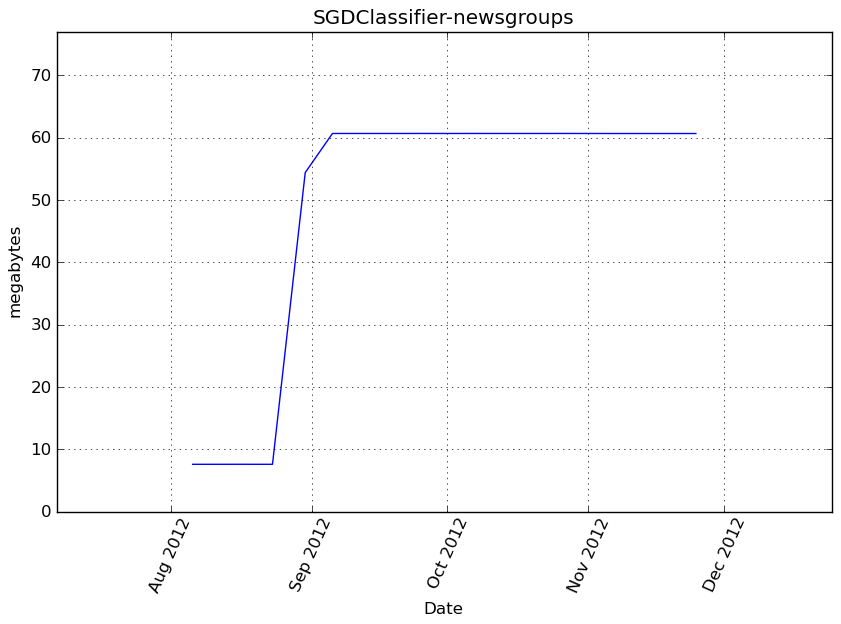 SGDClassifier-newsgroups
70
60
50
40
30
20
10
0
megabytes
Aug 2012
Sep 2012
Oct 2012
Nov 2012
Dec 2012
Date